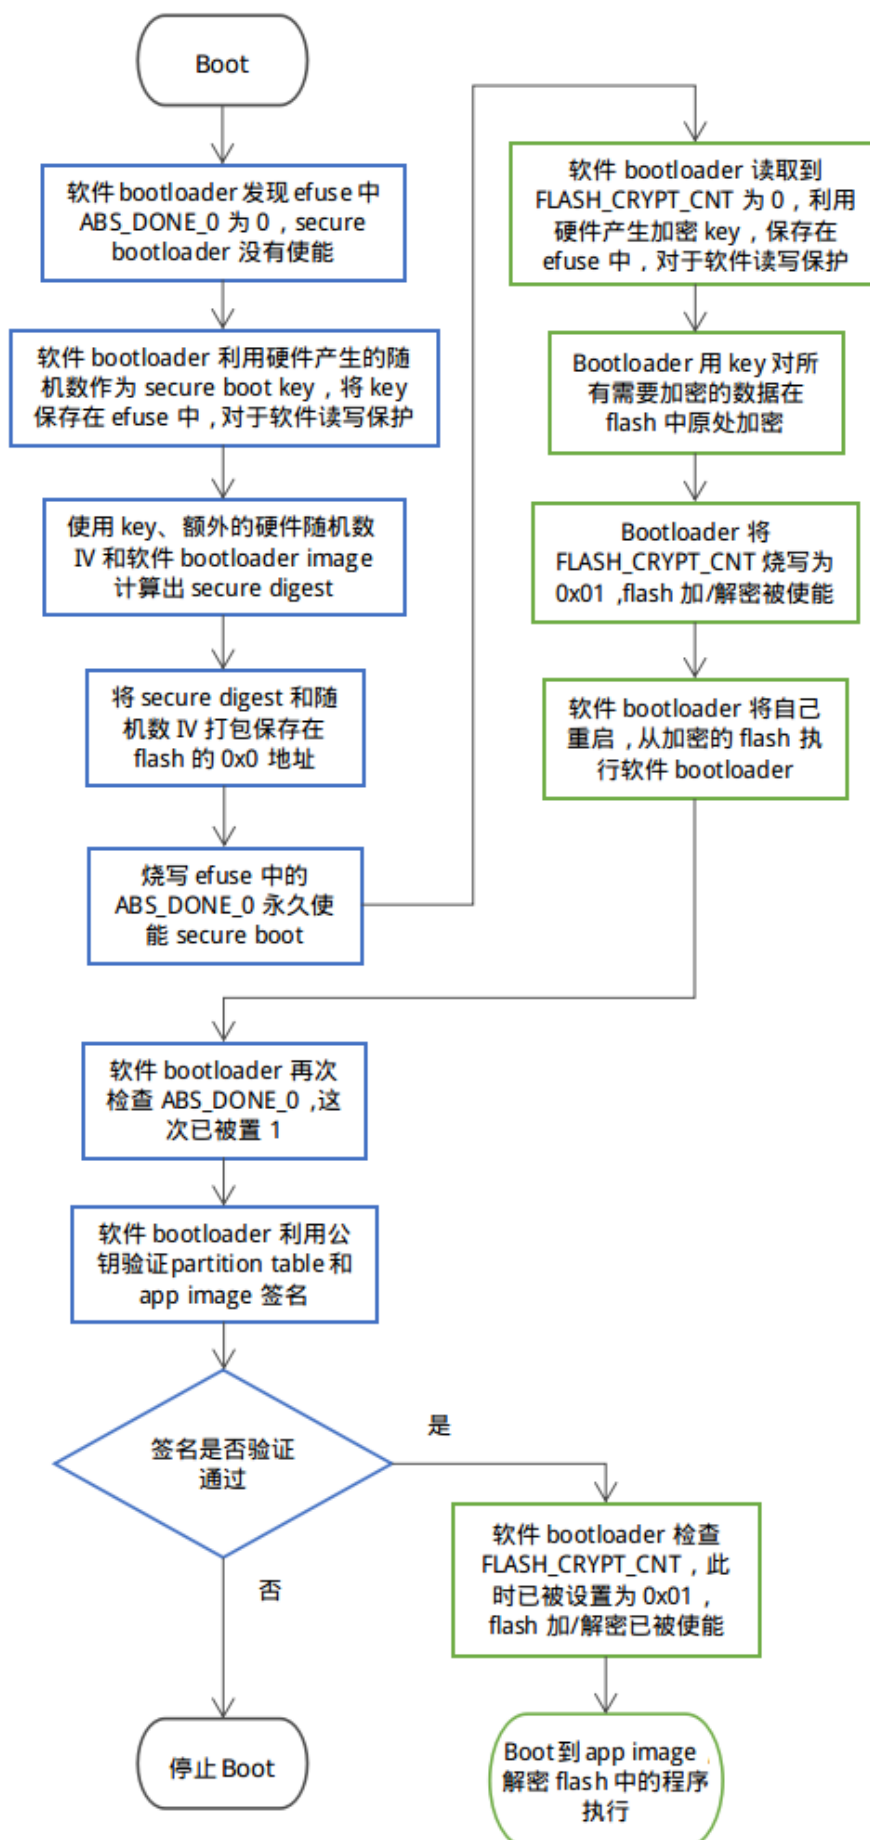 Boot
软件 bootloader 发现 efuse 中
ABS_DONE_0 为 0，secure
bootloader 没有使能
软件 bootloader 利用硬件产生的随
机数作为 secure boot key，将 key
保存在 efuse 中，对于软件读写保护
使用 key、额外的硬件随机数
IV 和软件 bootloader image
计算出 secure digest
将 secure digest 和随
机数 IV 打包保存在
flash 的 0x0 地址
烧写 efuse 中的
ABS_DONE_0 永久使
能 secure boot
软件 bootloader 读取到
FLASH_CRYPT_CNT 为 0，利用
硬件产生加密 key，保存在
efuse 中，对于软件读写保护
Bootloader 用 key 对所
有需要加密的数据在
flash 中原处加密
Bootloader 将
FLASH_CRYPT_CNT 烧写为
0x01 ,flash 加/解密被使能
软件 bootloader 将自己
重启，从加密的 flash 执
行软件 bootloader
软件 bootloader 再次
检查 ABS_DONE_0 ,这
次已被置 1
软件 bootloader 利用公
钥验证partition table 和
app image 签名
签名是否验证
通过
是
否
软件 bootloader 检查
FLASH_CRYPT_CNT，此
时已被设置为 0x01，
flash 加/解密已被使能
停止 Boot
Boot 到 app image，
解密 flash 中的程序
执行